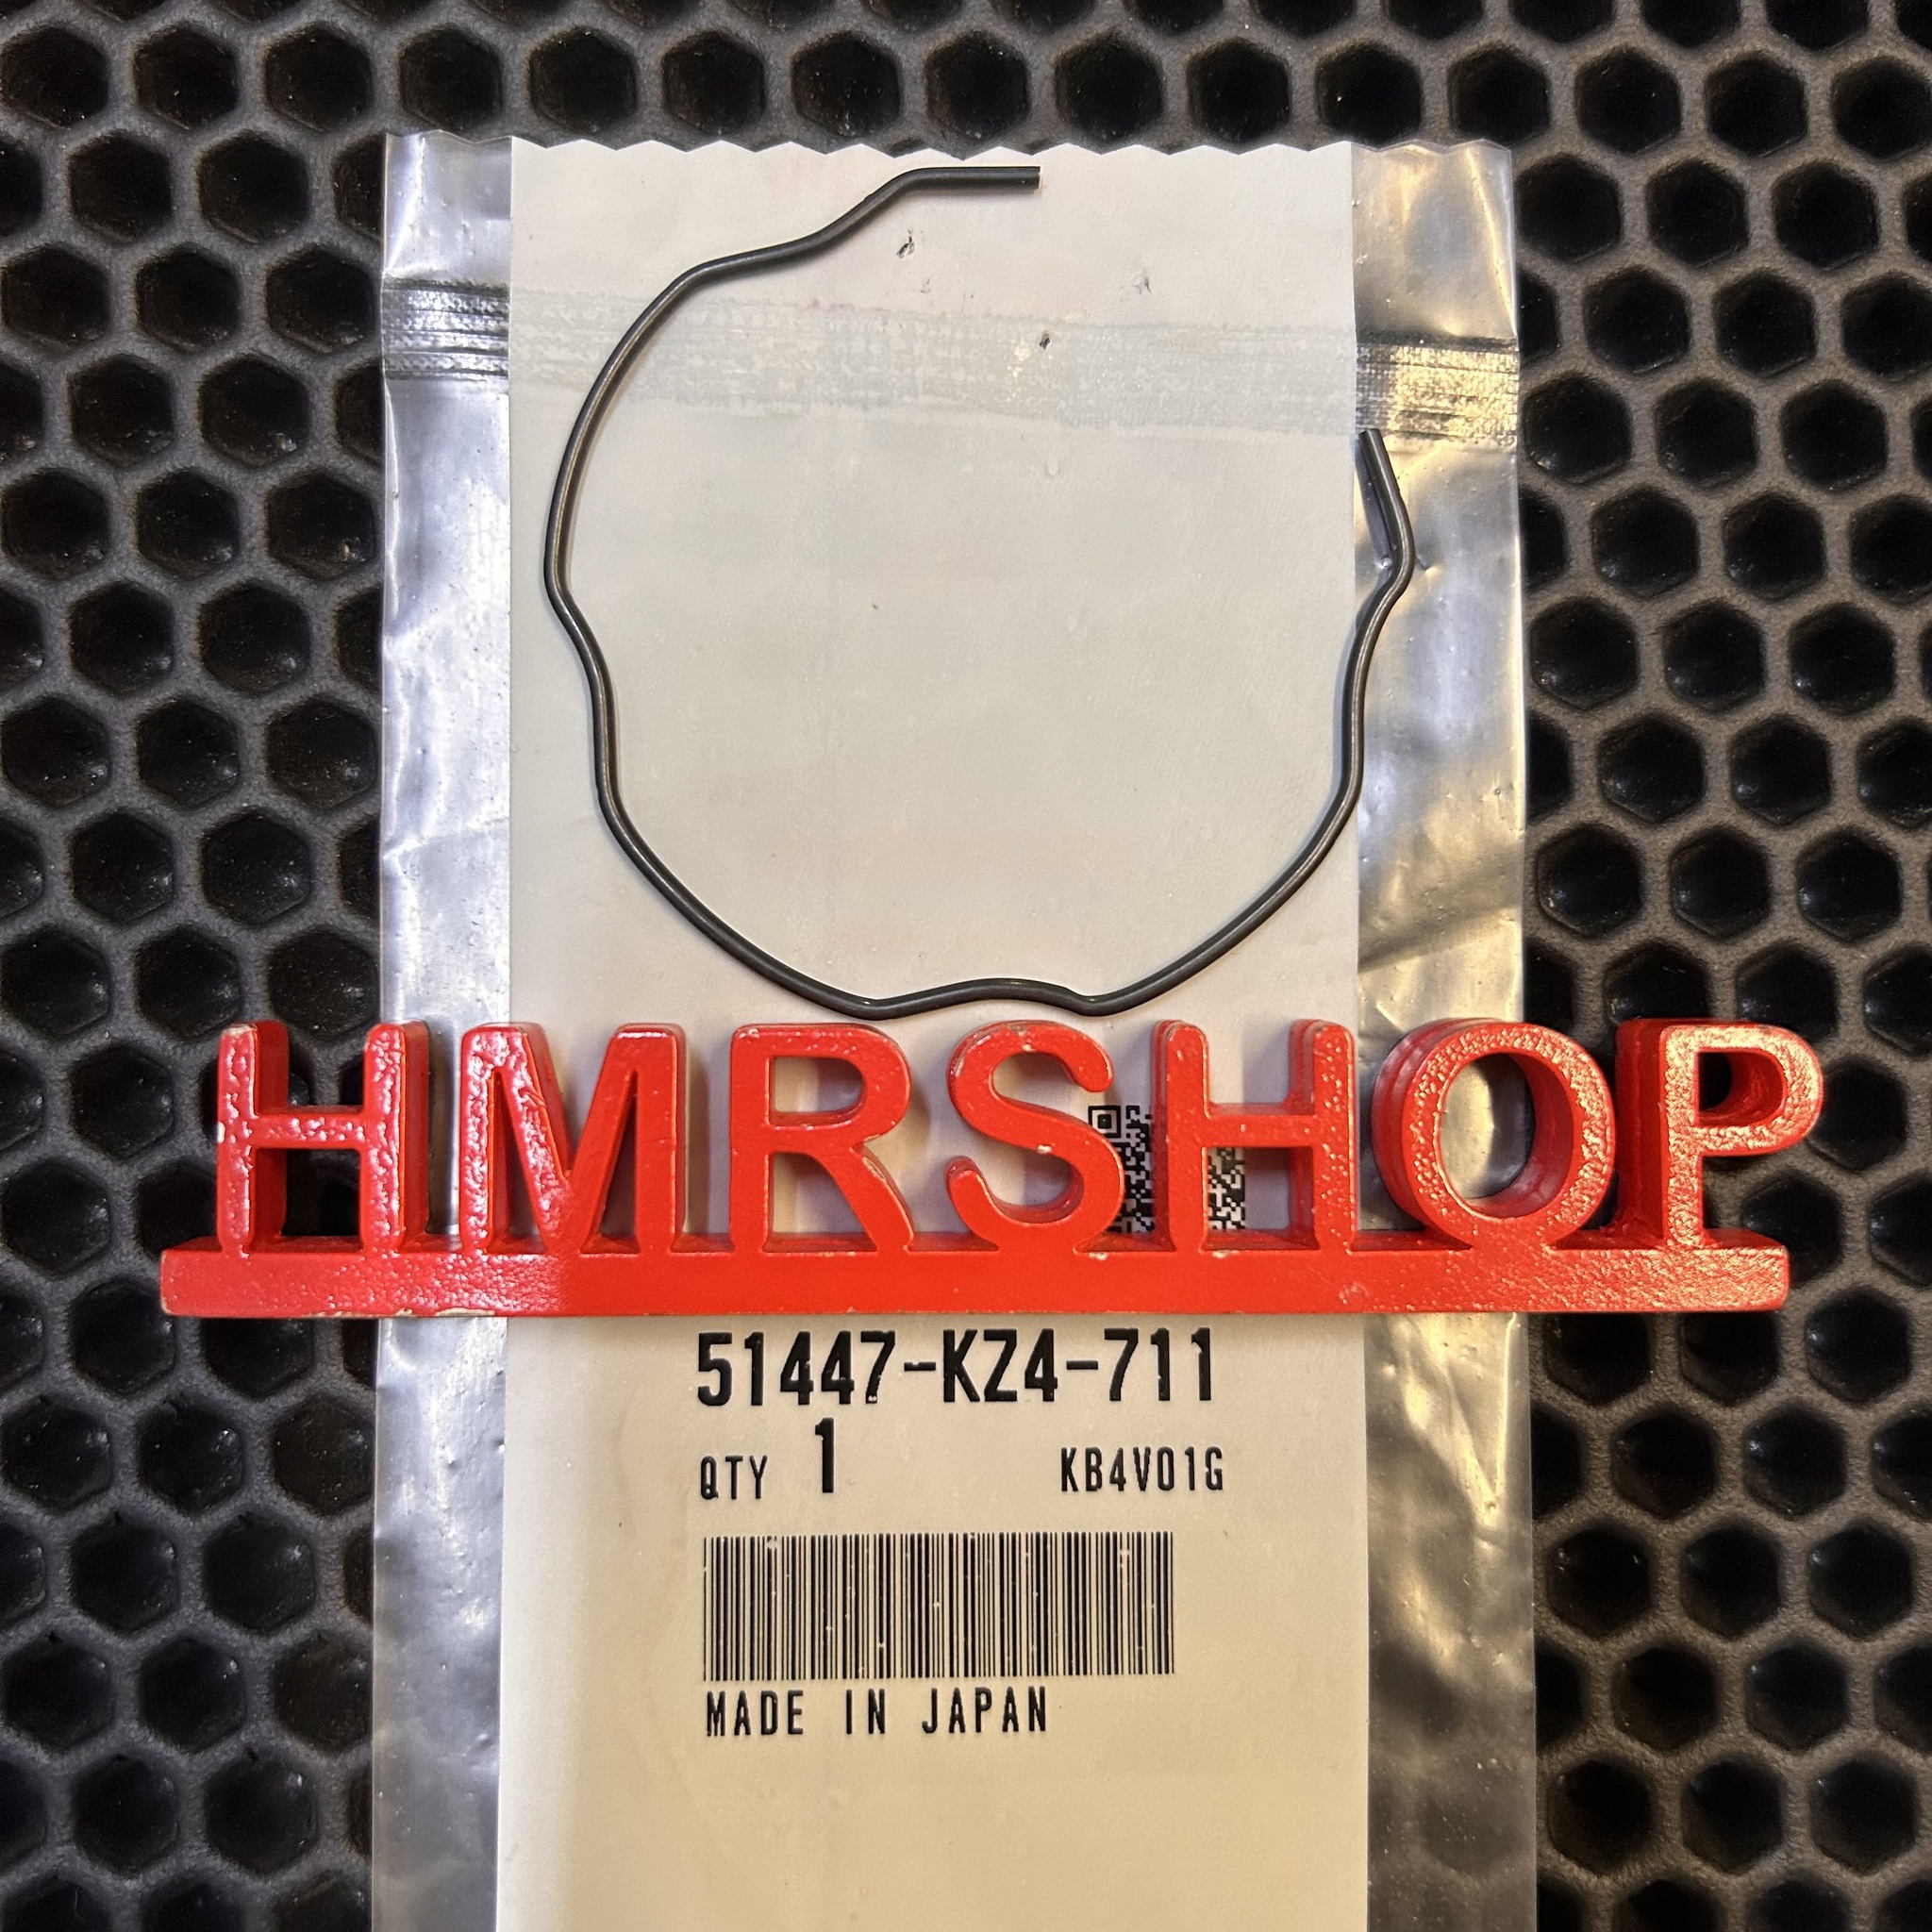 HMRSHOP
51447-KZ4-711
QTY 1 KB4V01G
MADE IN JAPAN